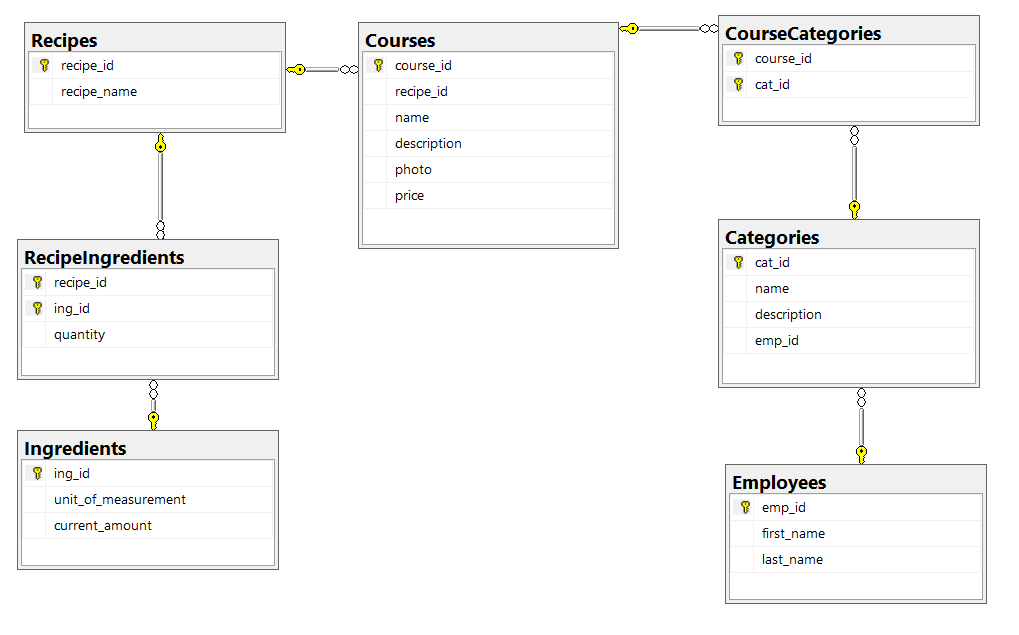 Recipes
recipe_id
recipe_name
Courses
course_id
recipe_id
name
description
photo
price
CourseCategories
course_id
cat_id
RecipeIngredients
recipe_id
ing_id
quantity
Categories
cat_id
name
description
emp_id
Ingredients
ing_id
unit_of_measurement
current_amount
Employees
emp_id
first_name
last_name